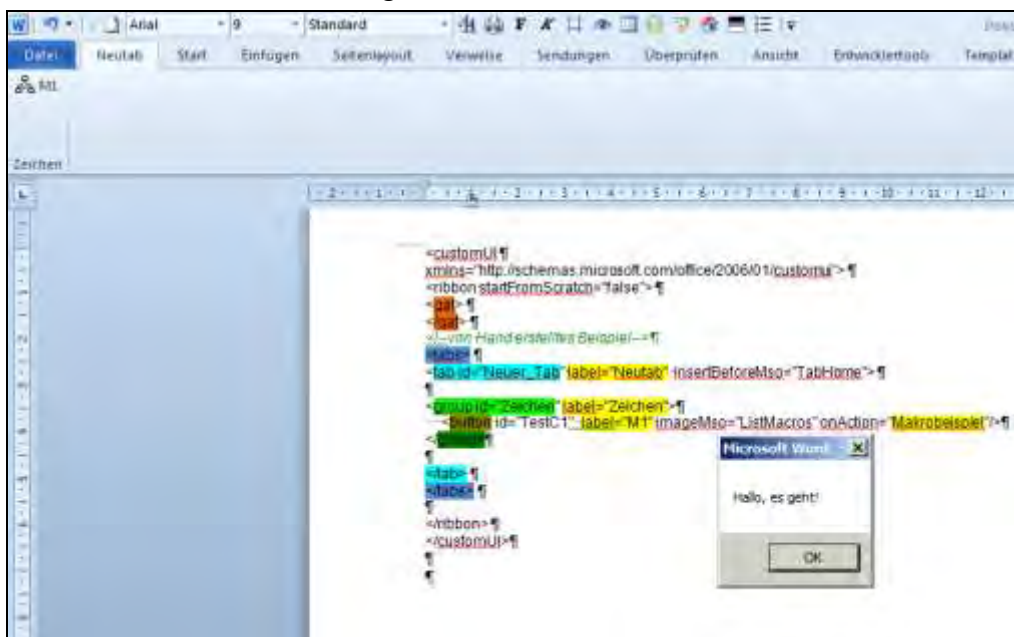 W Arial 9 Standard
Datei Neutab Start Einfügen Seitenlayout Verweise Sendungen Überprüfen Ansicht Entwicklertools Templat
M1
Zeichen
<customUI¶
xmlns="http://schemas.microsoft.com/office/2006/01/customui">¶
<ribbon startFromScratch="false">¶
<qat>¶
</qat>¶
<!--von Hand erstelltes Beispiel-->¶
<tabs>¶
<tab id="Neuer_Tab" label="Neutab" insertBeforeMso="TabHome">¶
¶
<group id="Zeichen" label="Zeichen">¶
<button id="TestC1" label="M1" imageMso="ListMacros" onAction="Makrobeispiel"/>¶
</group>¶
¶
</tab>¶
</tabs>¶
¶
</ribbon>¶
</customUI>¶
¶
¶
Microsoft Word
Hallo, es geht!
OK